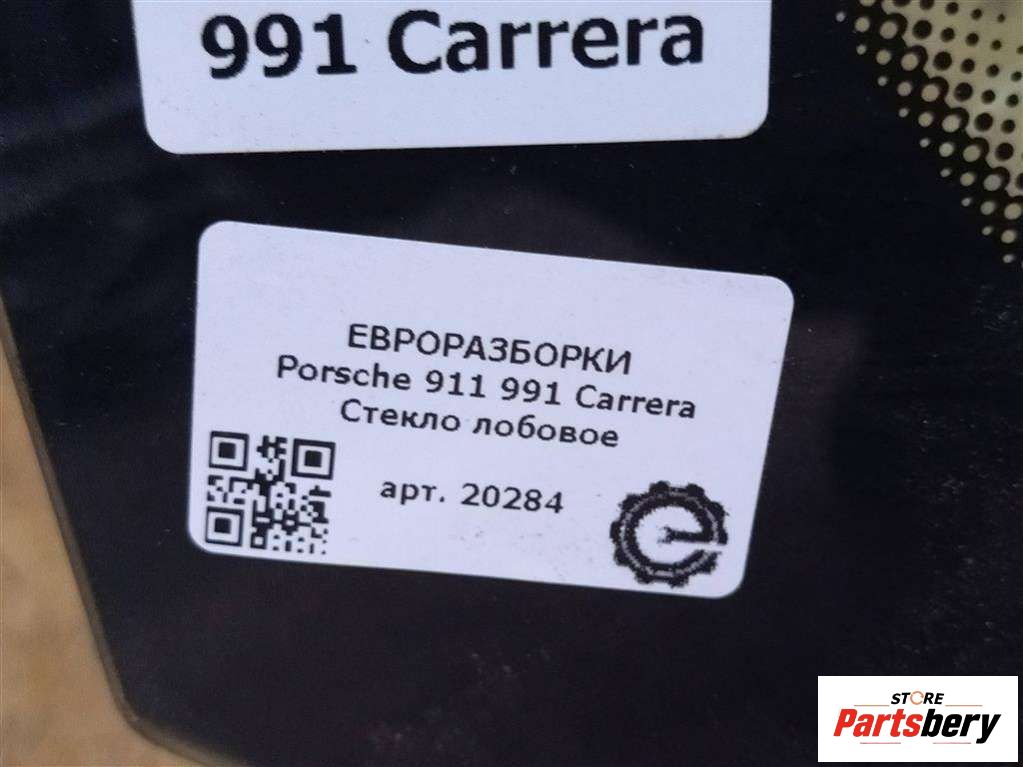 991 Carrera
ЕВРОРАЗБОРКИ
Porsche 911 991 Carrera
Стекло лобовое
арт. 20284
STORE
Partsbery